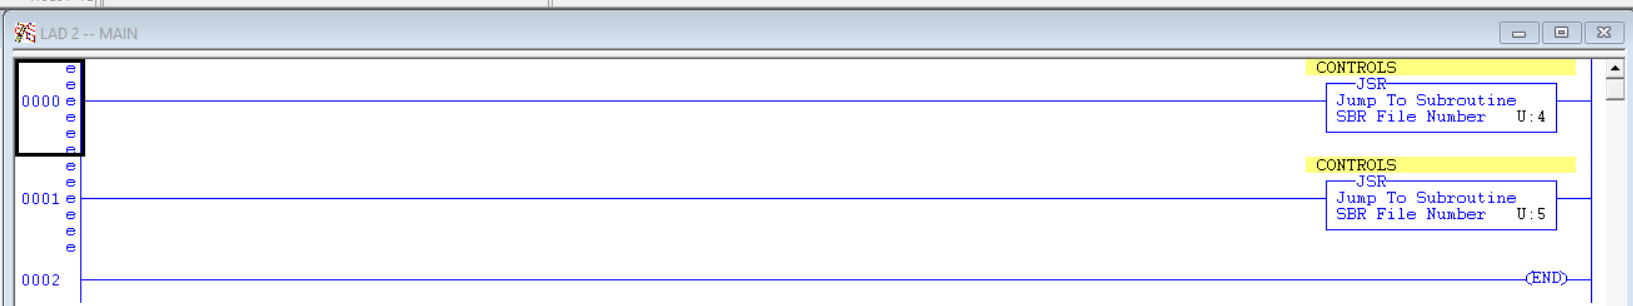 LAD 2 -- MAIN
e
e
CONTROLS
JSR
0000 e
Jump To Subroutine
e
SBR File Number U:4
e
e
e
e
CONTROLS
JSR
0001 e
Jump To Subroutine
e
SBR File Number U:5
e
e
0002
(END)